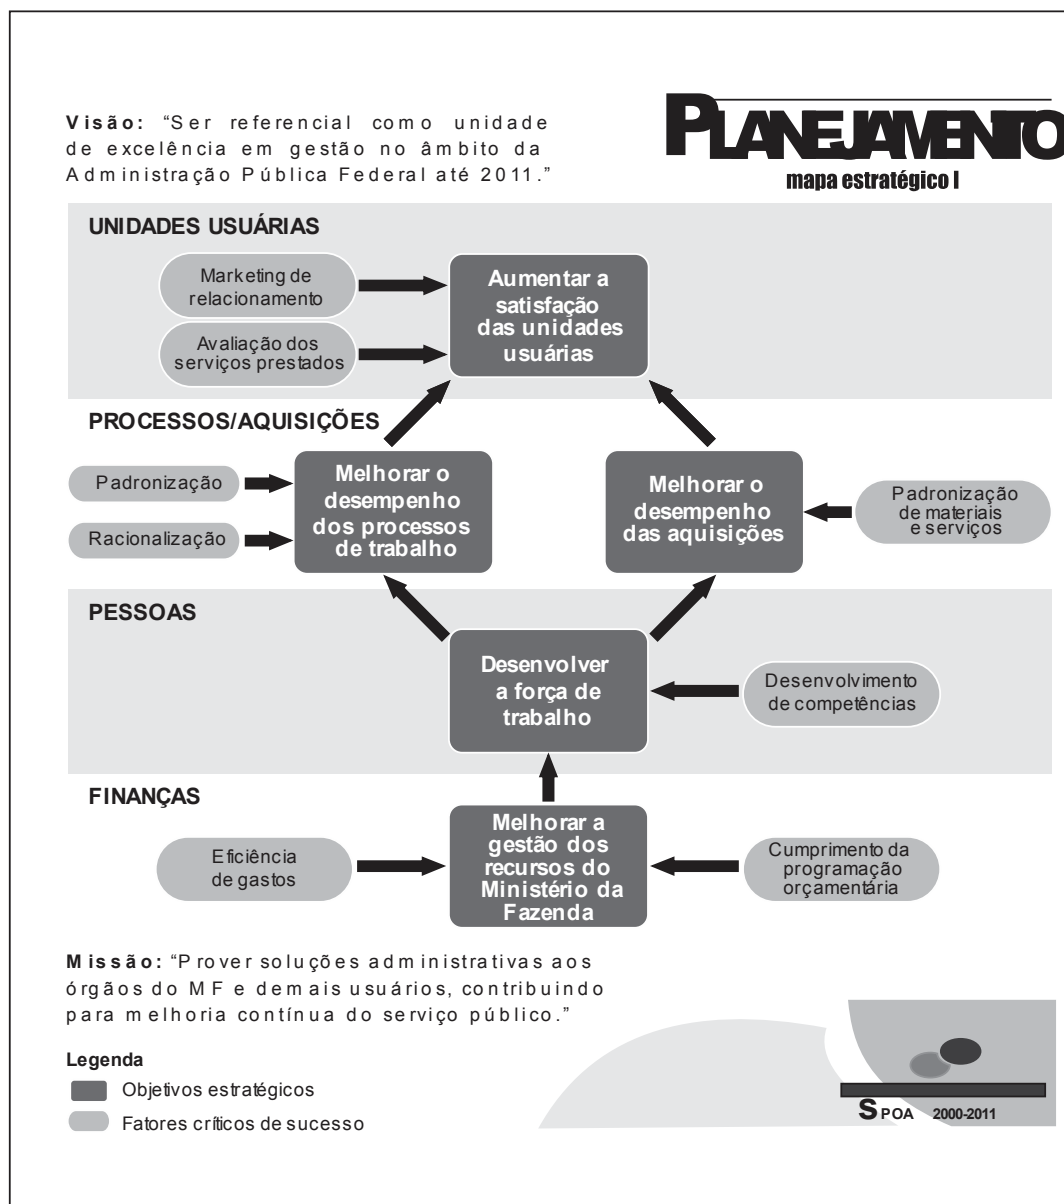 Visão: “Ser referencial como unidade
de excelência em gestão no âmbito da
Administração Pública Federal até 2011.”
PLANEJAMENTO
mapa estratégico I
UNIDADES USUÁRIAS
Marketing de
relacionamento
Avaliação dos
serviços prestados
Aumentar a
satisfação
das unidades
usuárias
PROCESSOS/AQUISIÇÕES
Padronização
Racionalização
Melhorar o
desempenho
dos processos
de trabalho
Melhorar o
desempenho
das aquisições
Padronização
de materiais
e serviços
PESSOAS
Desenvolver
a força de
trabalho
Desenvolvimento
de competências
FINANÇAS
Eficiência
de gastos
Melhorar a
gestão dos
recursos do
Ministério da
Fazenda
Cumprimento da
programação
orçamentária
Missão: “Prover soluções administrativas aos
órgãos do MF e demais usuários, contribuindo
para melhoria contínua do serviço público.”
Legenda
Objetivos estratégicos
Fatores críticos de sucesso
SPOA 2000-2011